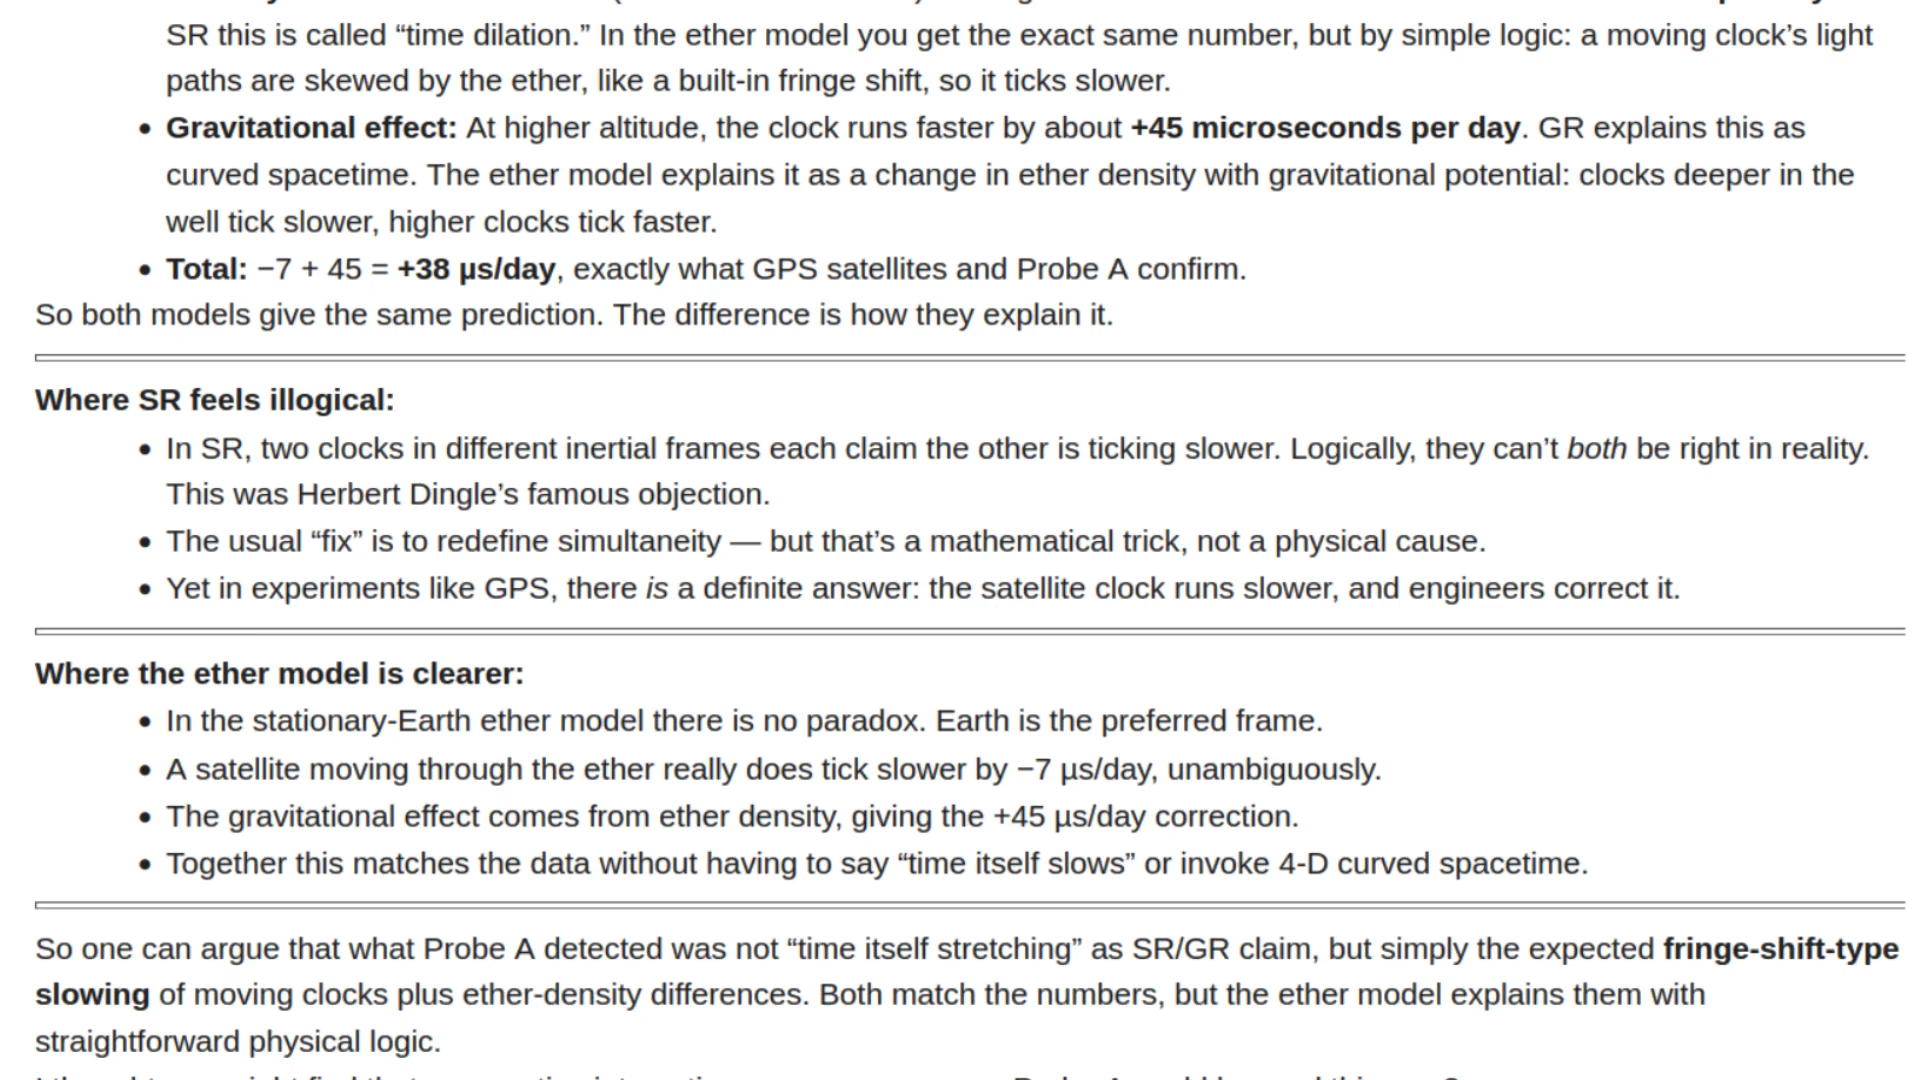 SR this is called “time dilation.” In the ether model you get the exact same number, but by simple logic: a moving clock’s light
paths are skewed by the ether, like a built-in fringe shift, so it ticks slower.
• Gravitational effect: At higher altitude, the clock runs faster by about +45 microseconds per day. GR explains this as
curved spacetime. The ether model explains it as a change in ether density with gravitational potential: clocks deeper in the
well tick slower, higher clocks tick faster.
• Total: −7 + 45 = +38 µs/day, exactly what GPS satellites and Probe A confirm.
So both models give the same prediction. The difference is how they explain it.
Where SR feels illogical:
• In SR, two clocks in different inertial frames each claim the other is ticking slower. Logically, they can’t both be right in reality.
This was Herbert Dingle’s famous objection.
• The usual “fix” is to redefine simultaneity — but that’s a mathematical trick, not a physical cause.
• Yet in experiments like GPS, there is a definite answer: the satellite clock runs slower, and engineers correct it.
Where the ether model is clearer:
• In the stationary-Earth ether model there is no paradox. Earth is the preferred frame.
• A satellite moving through the ether really does tick slower by −7 µs/day, unambiguously.
• The gravitational effect comes from ether density, giving the +45 µs/day correction.
• Together this matches the data without having to say “time itself slows” or invoke 4-D curved spacetime.
So one can argue that what Probe A detected was not “time itself stretching” as SR/GR claim, but simply the expected fringe-shift-type
slowing of moving clocks plus ether-density differences. Both match the numbers, but the ether model explains them with
straightforward physical logic.